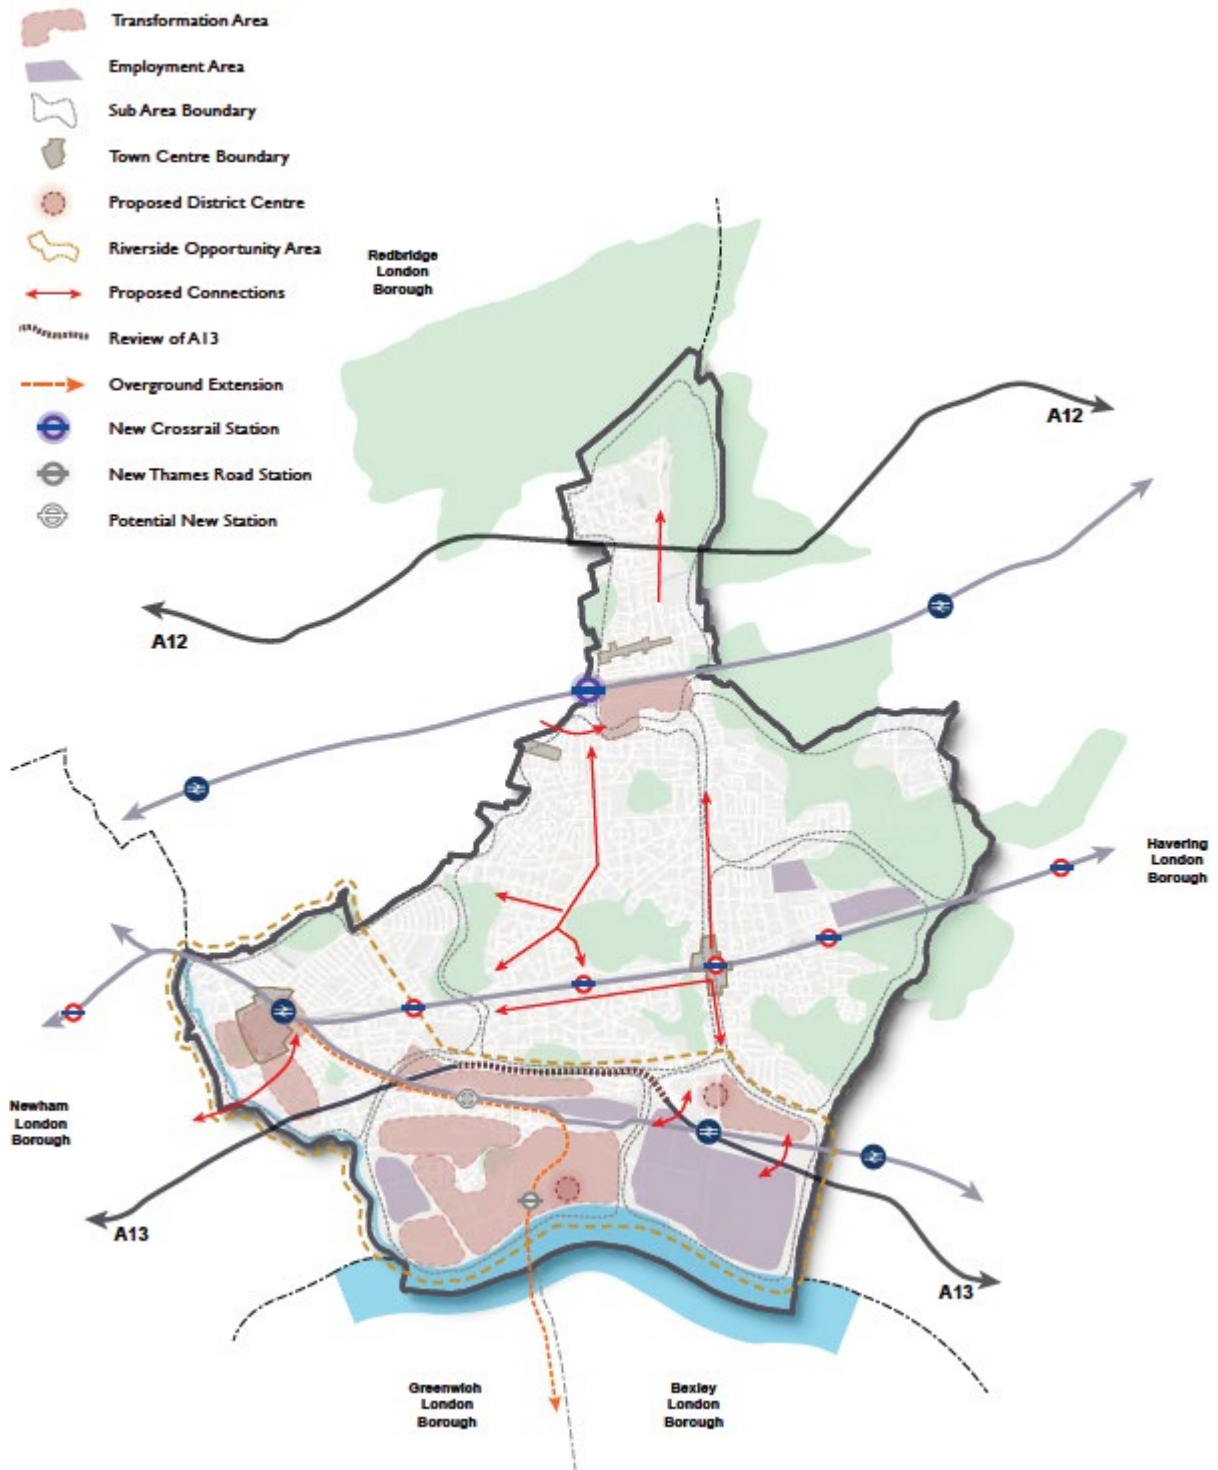 Transformation Area
Employment Area
Sub Area Boundary
Town Centre Boundary
Proposed District Centre
Riverside Opportunity Area
Proposed Connections
Review of A13
Overground Extension
New Crossrail Station
New Thames Road Station
Potential New Station
Redbridge
London
Borough
A12
A12
Havering
London
Borough
Newham
London
Borough
A13
A13
Greenwich
London
Borough
Bexley
London
Borough